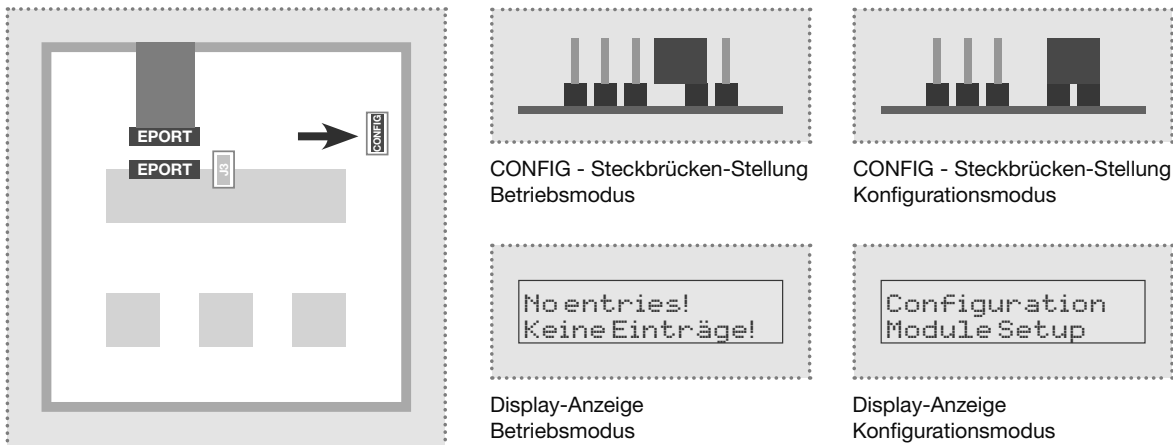 EPORT
EPORT
J3
CONFIG
CONFIG - Steckbrücken-Stellung
Betriebsmodus
CONFIG - Steckbrücken-Stellung
Konfigurationsmodus
No entries!
Keine Einträge!
Display-Anzeige
Betriebsmodus
Configuration
Module Setup
Display-Anzeige
Konfigurationsmodus